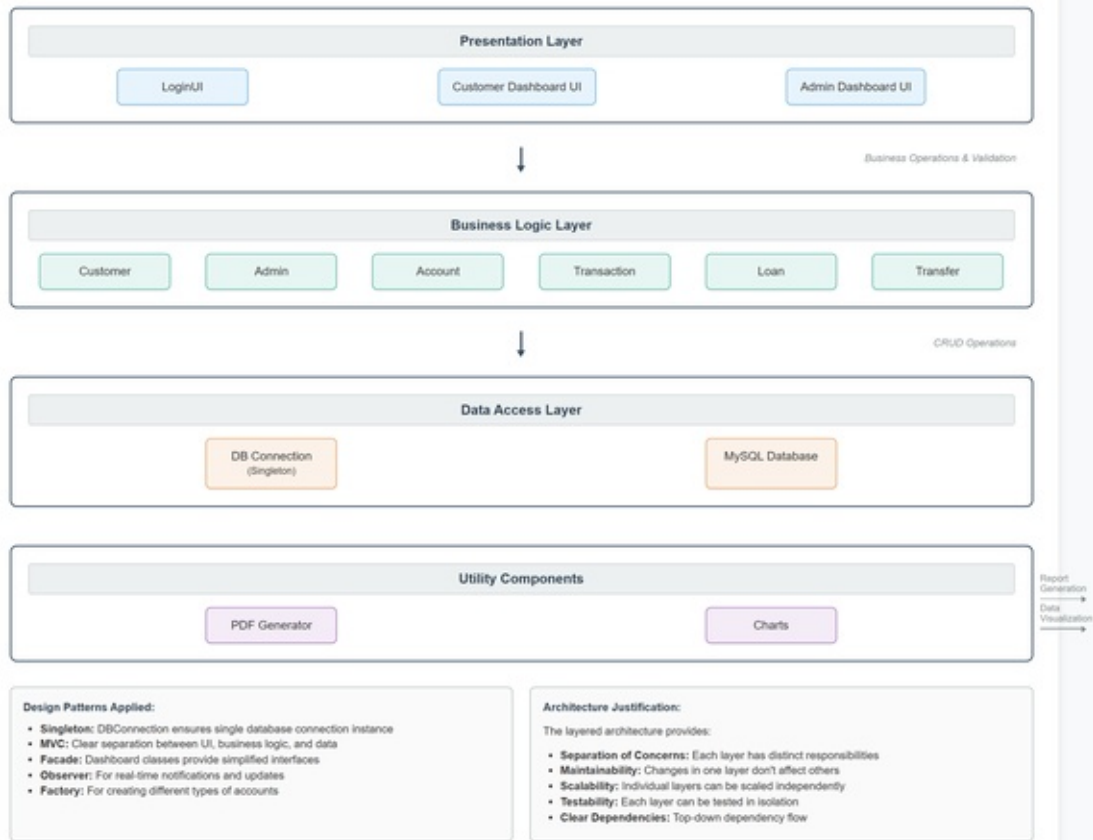 Presentation Layer
LoginUI
Customer Dashboard UI
Admin Dashboard UI
Business Operations & Validation
Business Logic Layer
Customer
Admin
Account
Transaction
Loan
Transfer
CRUD Operations
Data Access Layer
DB Connection
(Singleton)
MySQL Database
Utility Components
PDF Generator
Charts
Report
Generation
Data
Visualization
Design Patterns Applied:
• Singleton: DBConnection ensures single database connection instance
• MVC: Clear separation between UI, business logic, and data
• Facade: Dashboard classes provide simplified interfaces
• Observer: For real-time notifications and updates
• Factory: For creating different types of accounts
Architecture Justification:
The layered architecture provides:
• Separation of Concerns: Each layer has distinct responsibilities
• Maintainability: Changes in one layer don't affect others
• Scalability: Individual layers can be scaled independently
• Testability: Each layer can be tested in isolation
• Clear Dependencies: Top-down dependency flow